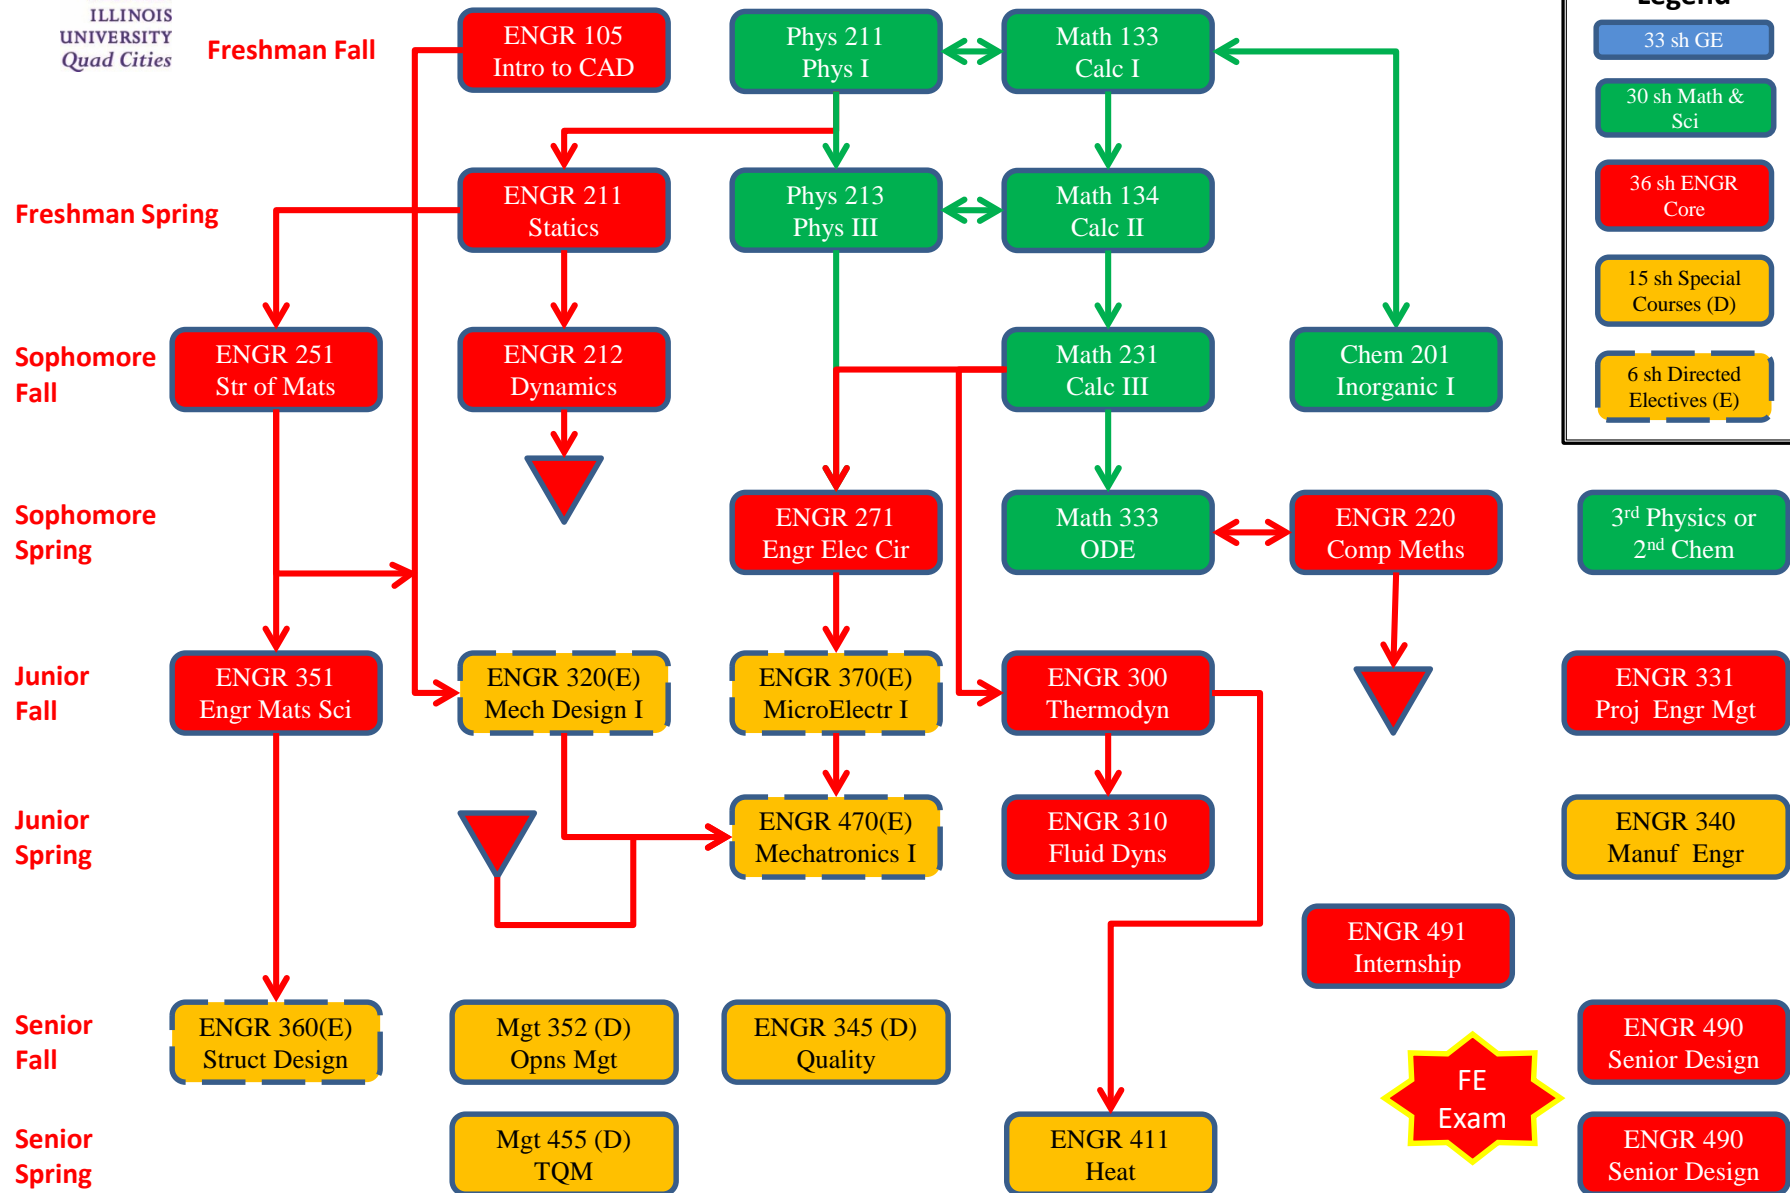 ILLINOIS
UNIVERSITY
Quad Cities
Freshman Fall
ENGR 105
Intro to CAD
Phys 211
Phys I
Math 133
Calc I
Legend
33 sh GE
30 sh Math &
Sci
36 sh ENGR
Core
15 sh Special
Courses (D)
6 sh Directed
Electives (E)
Freshman Spring
ENGR 211
Statics
Phys 213
Phys III
Math 134
Calc II
Sophomore
Fall
ENGR 251
Str of Mats
ENGR 212
Dynamics
Math 231
Calc III
Chem 201
Inorganic I
Sophomore
Spring
ENGR 271
Engr Elec Cir
Math 333
ODE
ENGR 220
Comp Meths
3rd Physics or
2nd Chem
Junior
Fall
ENGR 351
Engr Mats Sci
ENGR 320(E)
Mech Design I
ENGR 370(E)
MicroElectr I
ENGR 300
Thermodyn
ENGR 331
Proj Engr Mgt
Junior
Spring
ENGR 470(E)
Mechatronics I
ENGR 310
Fluid Dyns
ENGR 340
Manuf Engr
ENGR 491
Internship
Senior
Fall
ENGR 360(E)
Struct Design
Mgt 352 (D)
Opns Mgt
ENGR 345 (D)
Quality
FE
Exam
ENGR 490
Senior Design
Senior
Spring
Mgt 455 (D)
TQM
ENGR 411
Heat
ENGR 490
Senior Design